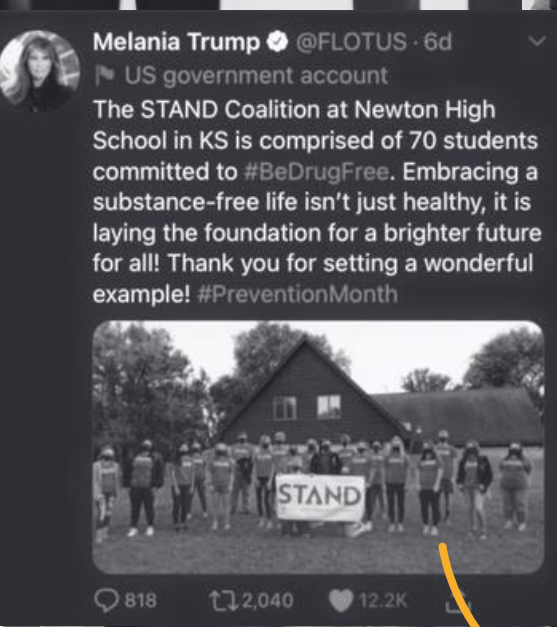 Melania Trump @FLOTUS · 6d
US government account
The STAND Coalition at Newton High
School in KS is comprised of 70 students
committed to #BeDrugFree. Embracing a
substance-free life isn't just healthy, it is
laying the foundation for a brighter future
for all! Thank you for setting a wonderful
example! #PreventionMonth
STAND
818 2,040 12.2K